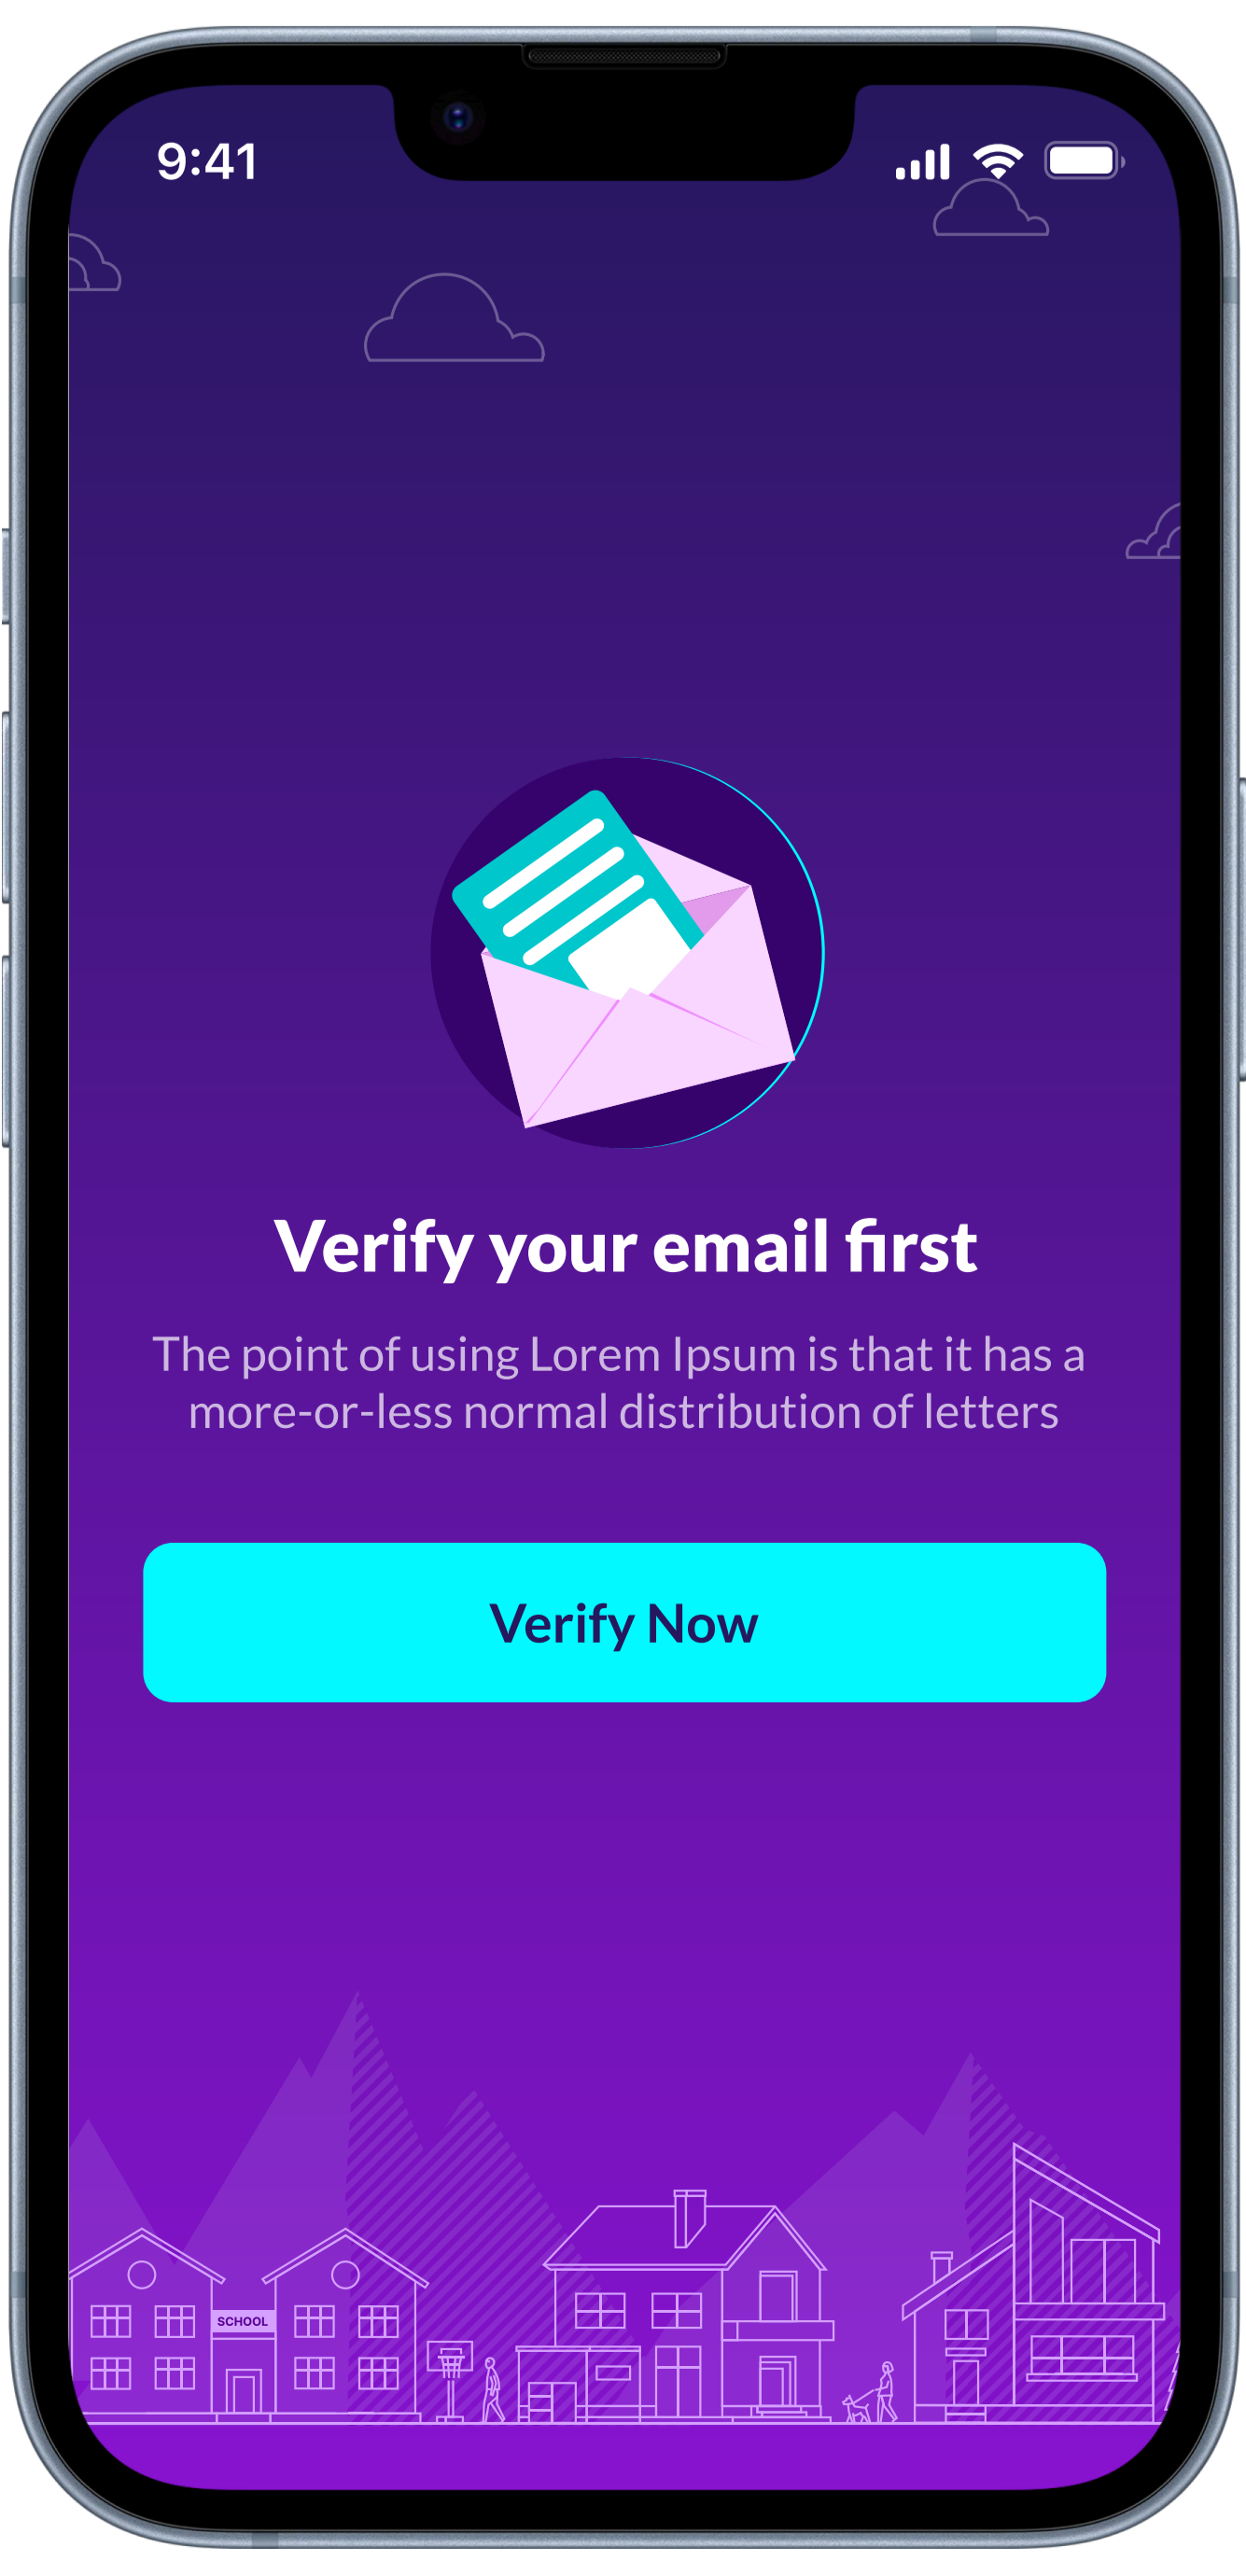 9:41
Verify your email first
The point of using Lorem Ipsum is that it has a
more-or-less normal distribution of letters
Verify Now
SCHOOL